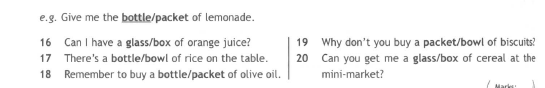 e.g. Give me the bottle/packet of lemonade.
16 Can I have a glass/box of orange juice?
17 There's a bottle/bowl of rice on the table.
18 Remember to buy a bottle/packet of olive oil.
19 Why don't you buy a packet/bowl of biscuits?
20 Can you get me a glass/box of cereal at the
mini-market?
Marks: